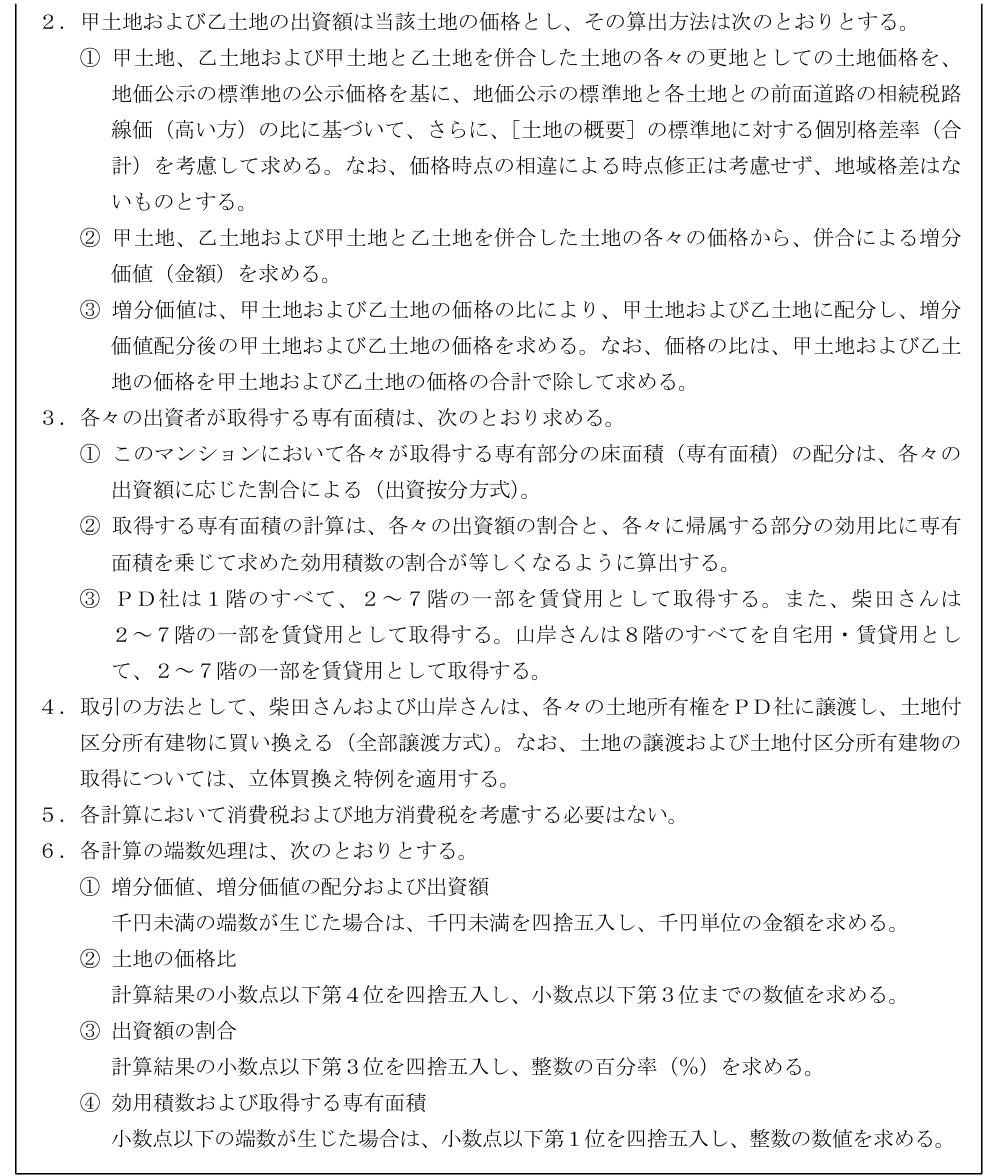 ２．甲土地および乙土地の出資額は当該土地の価格とし、その算出方法は次のとおりとする。
① 甲土地、乙土地および甲土地と乙土地を併合した土地の各々の更地としての土地価格を、
地価公示の標準地の公示価格を基に、地価公示の標準地と各土地との前面道路の相続税路
線価（高い方）の比に基づいて、さらに、［土地の概要］の標準地に対する個別格差率（合
計）を考慮して求める。なお、価格時点の相違による時点修正は考慮せず、地域格差はな
いものとする。
② 甲土地、乙土地および甲土地と乙土地を併合した土地の各々の価格から、併合による増分
価値（金額）を求める。
③ 増分価値は、甲土地および乙土地の価格の比により、甲土地および乙土地に配分し、増分
価値配分後の甲土地および乙土地の価格を求める。なお、価格の比は、甲土地および乙土
地の価格を甲土地および乙土地の価格の合計で除して求める。
３．各々の出資者が取得する専有面積は、次のとおり求める。
① このマンションにおいて各々が取得する専有部分の床面積（専有面積）の配分は、各々の
出資額に応じた割合による（出資按分方式）。
② 取得する専有面積の計算は、各々の出資額の割合と、各々に帰属する部分の効用比に専有
面積を乗じて求めた効用積数の割合が等しくなるように算出する。
③ ＰＤ社は１階のすべて、２～７階の一部を賃貸用として取得する。また、柴田さんは
２～７階の一部を賃貸用として取得する。山岸さんは８階のすべてを自宅用・賃貸用とし
て、２～７階の一部を賃貸用として取得する。
４．取引の方法として、柴田さんおよび山岸さんは、各々の土地所有権をＰＤ社に譲渡し、土地付
区分所有建物に買い換える（全部譲渡方式）。なお、土地の譲渡および土地付区分所有建物の
取得については、立体買換え特例を適用する。
５．各計算において消費税および地方消費税を考慮する必要はない。
６．各計算の端数処理は、次のとおりとする。
① 増分価値、増分価値の配分および出資額
千円未満の端数が生じた場合は、千円未満を四捨五入し、千円単位の金額を求める。
② 土地の価格比
計算結果の小数点以下第４位を四捨五入し、小数点以下第３位までの数値を求める。
③ 出資額の割合
計算結果の小数点以下第３位を四捨五入し、整数の百分率（％）を求める。
④ 効用積数および取得する専有面積
小数点以下の端数が生じた場合は、小数点以下第１位を四捨五入し、整数の数値を求める。